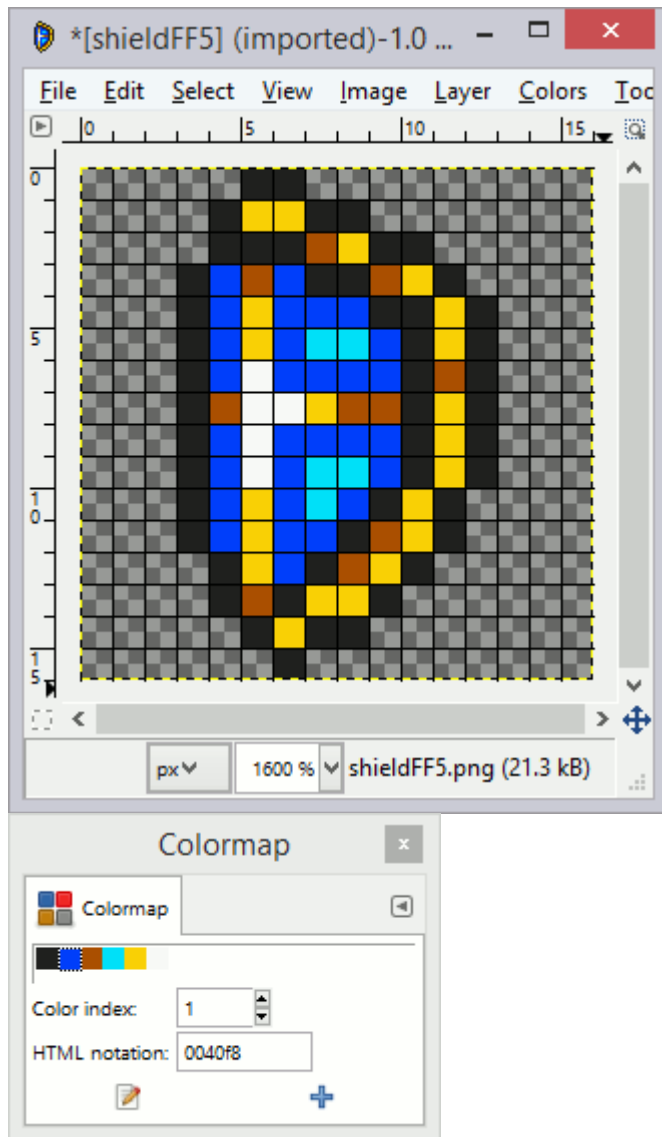 *[shieldFF5] (imported)-1.0 ...
File Edit Select View Image Layer Colors Too
0 5 10 15
0
5
10
15
px 1600 % shieldFF5.png (21.3 kB)
Colormap
Colormap
Color index: 1
HTML notation: 0040f8